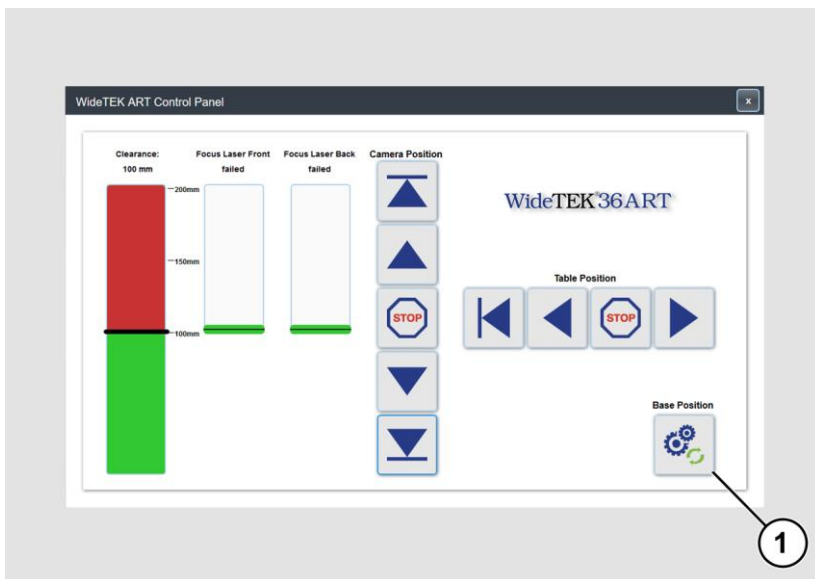 WideTEK ART Control Panel
x
Clearance:
100 mm
Focus Laser Front
failed
Focus Laser Back
failed
Camera Position
200mm
150mm
100mm
STOP
WideTEK®36ART
Table Position
STOP
Base Position
1